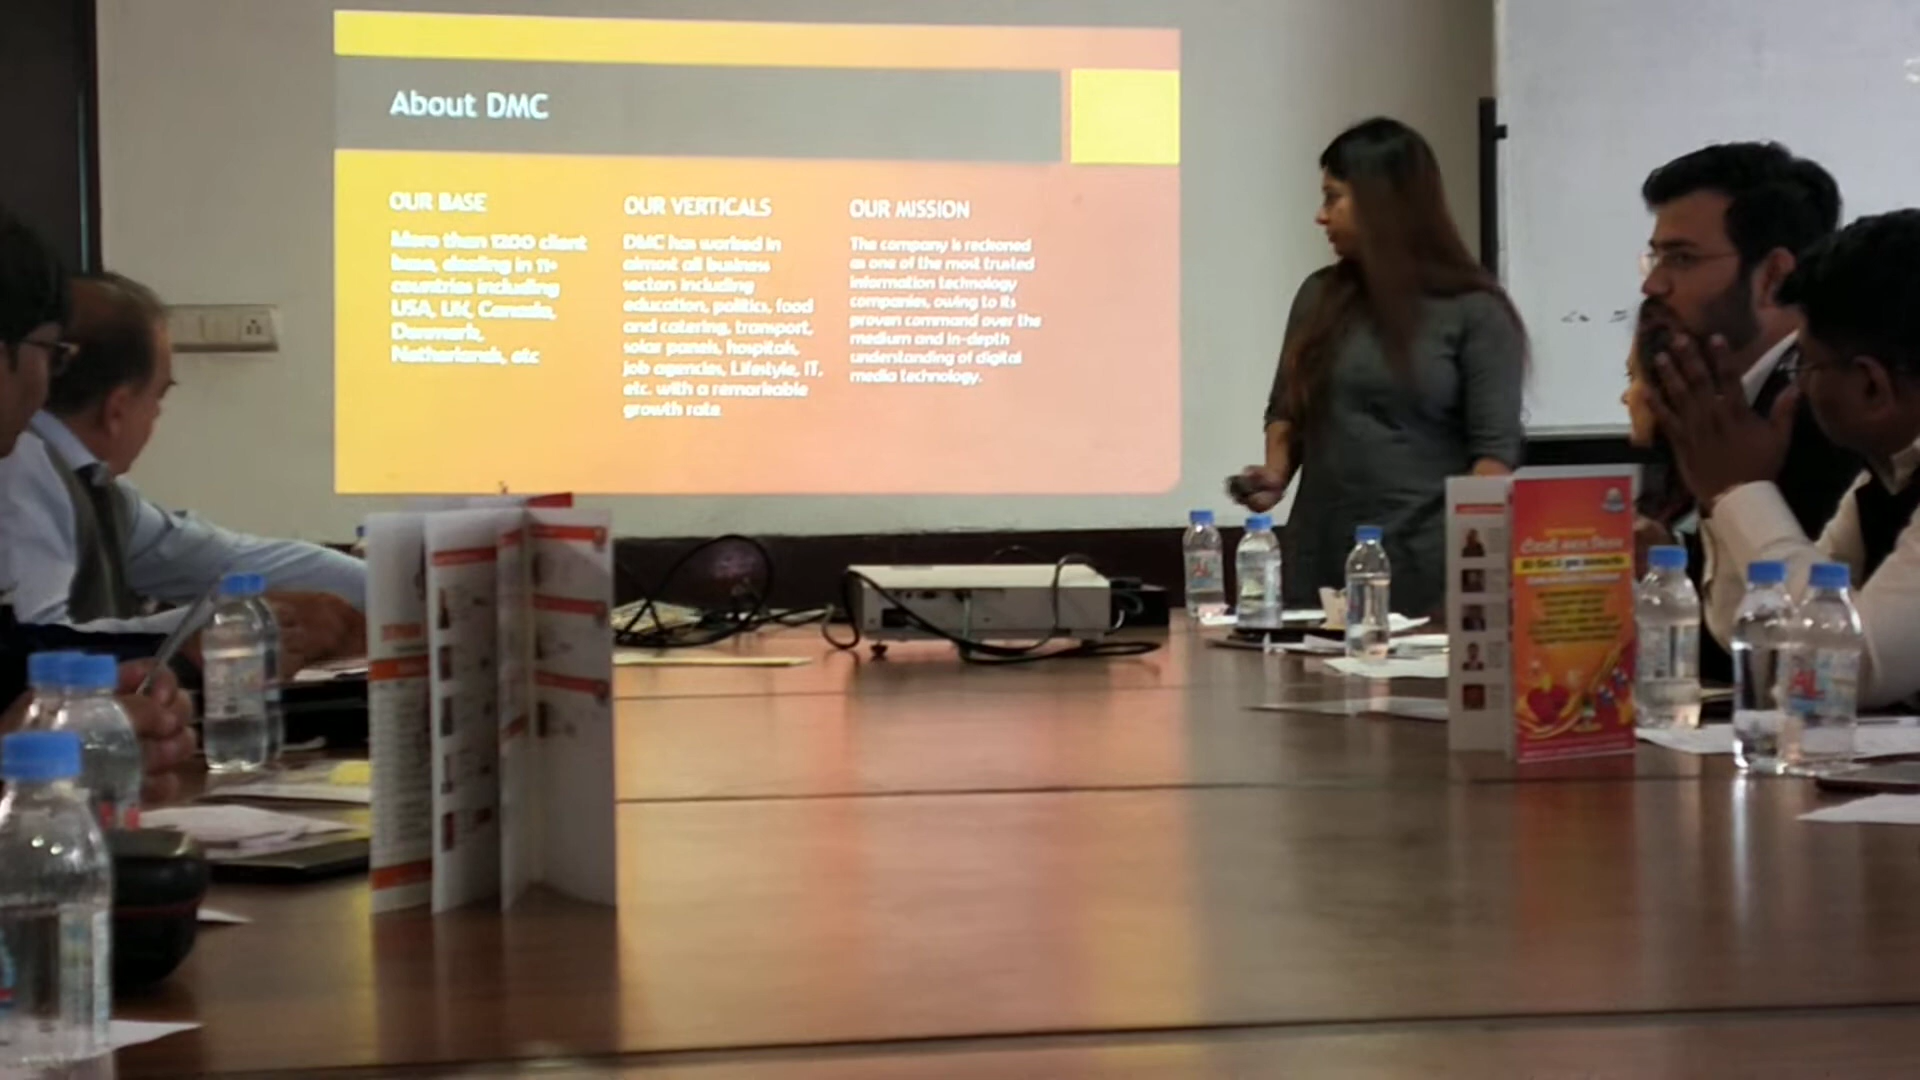 About DMC
OUR BASE
More than 1200 client
base, dealing in 11+
countries including
USA, UK, Canada,
Denmark,
Netherlands, etc
OUR VERTICALS
DMC has worked in
almost all business
sectors including
education, politics, food
and catering, transport,
solar panels, hospitals,
job agencies, Lifestyle, IT,
etc. with a remarkable
growth rate
OUR MISSION
The company is reckoned
as one of the most trusted
information technology
companies, owing to its
proven command over the
medium and in-depth
understanding of digital
media technology.